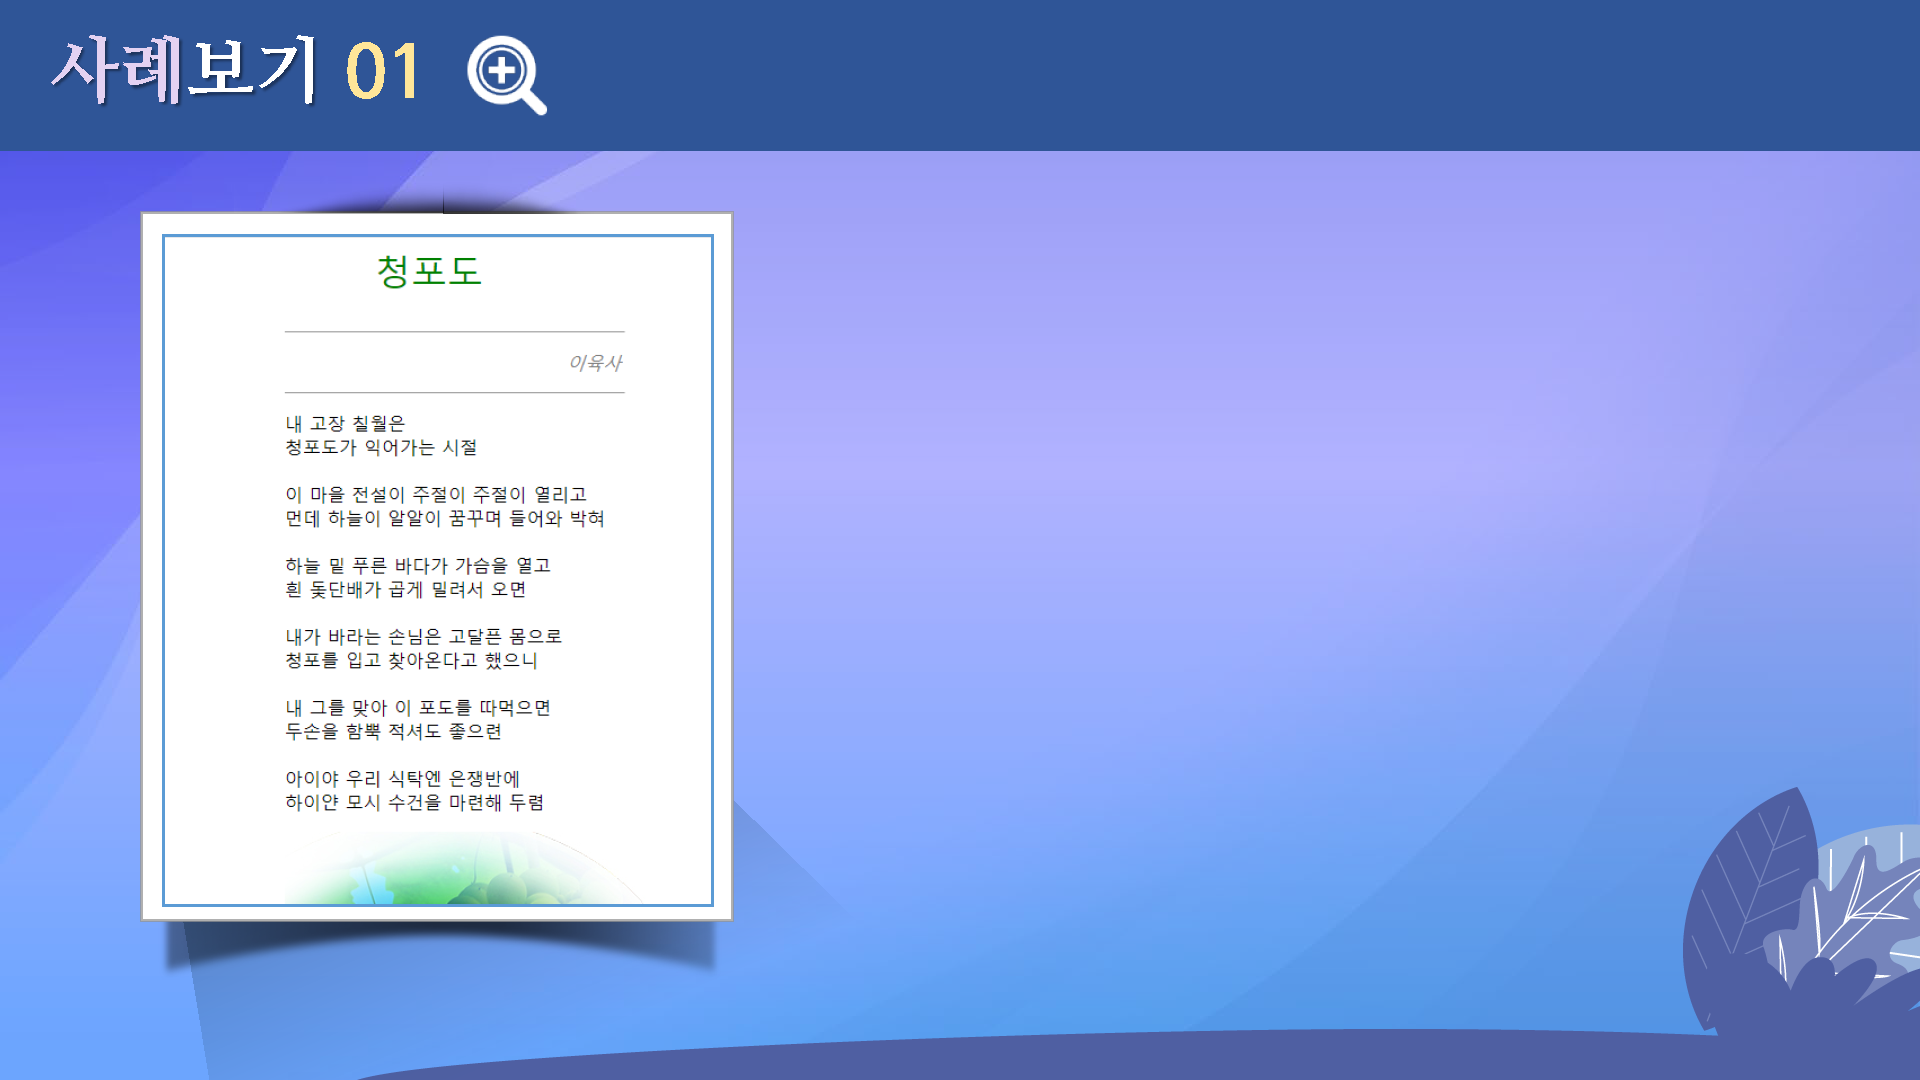 사례보기 01
청포도
이육사
내 고장 칠월은
청포도가 익어가는 시절
이 마을 전설이 주절이 주절이 열리고
먼데 하늘이 알알이 꿈꾸며 들어와 박혀
하늘 밑 푸른 바다가 가슴을 열고
흰 돛단배가 곱게 밀려서 오면
내가 바라는 손님은 고달픈 몸으로
청포를 입고 찾아온다고 했으니
내 그를 맞아 이 포도를 따먹으면
두손을 함뿍 적셔도 좋으련
아이야 우리 식탁엔 은쟁반에
하이얀 모시 수건을 마련해 두렴